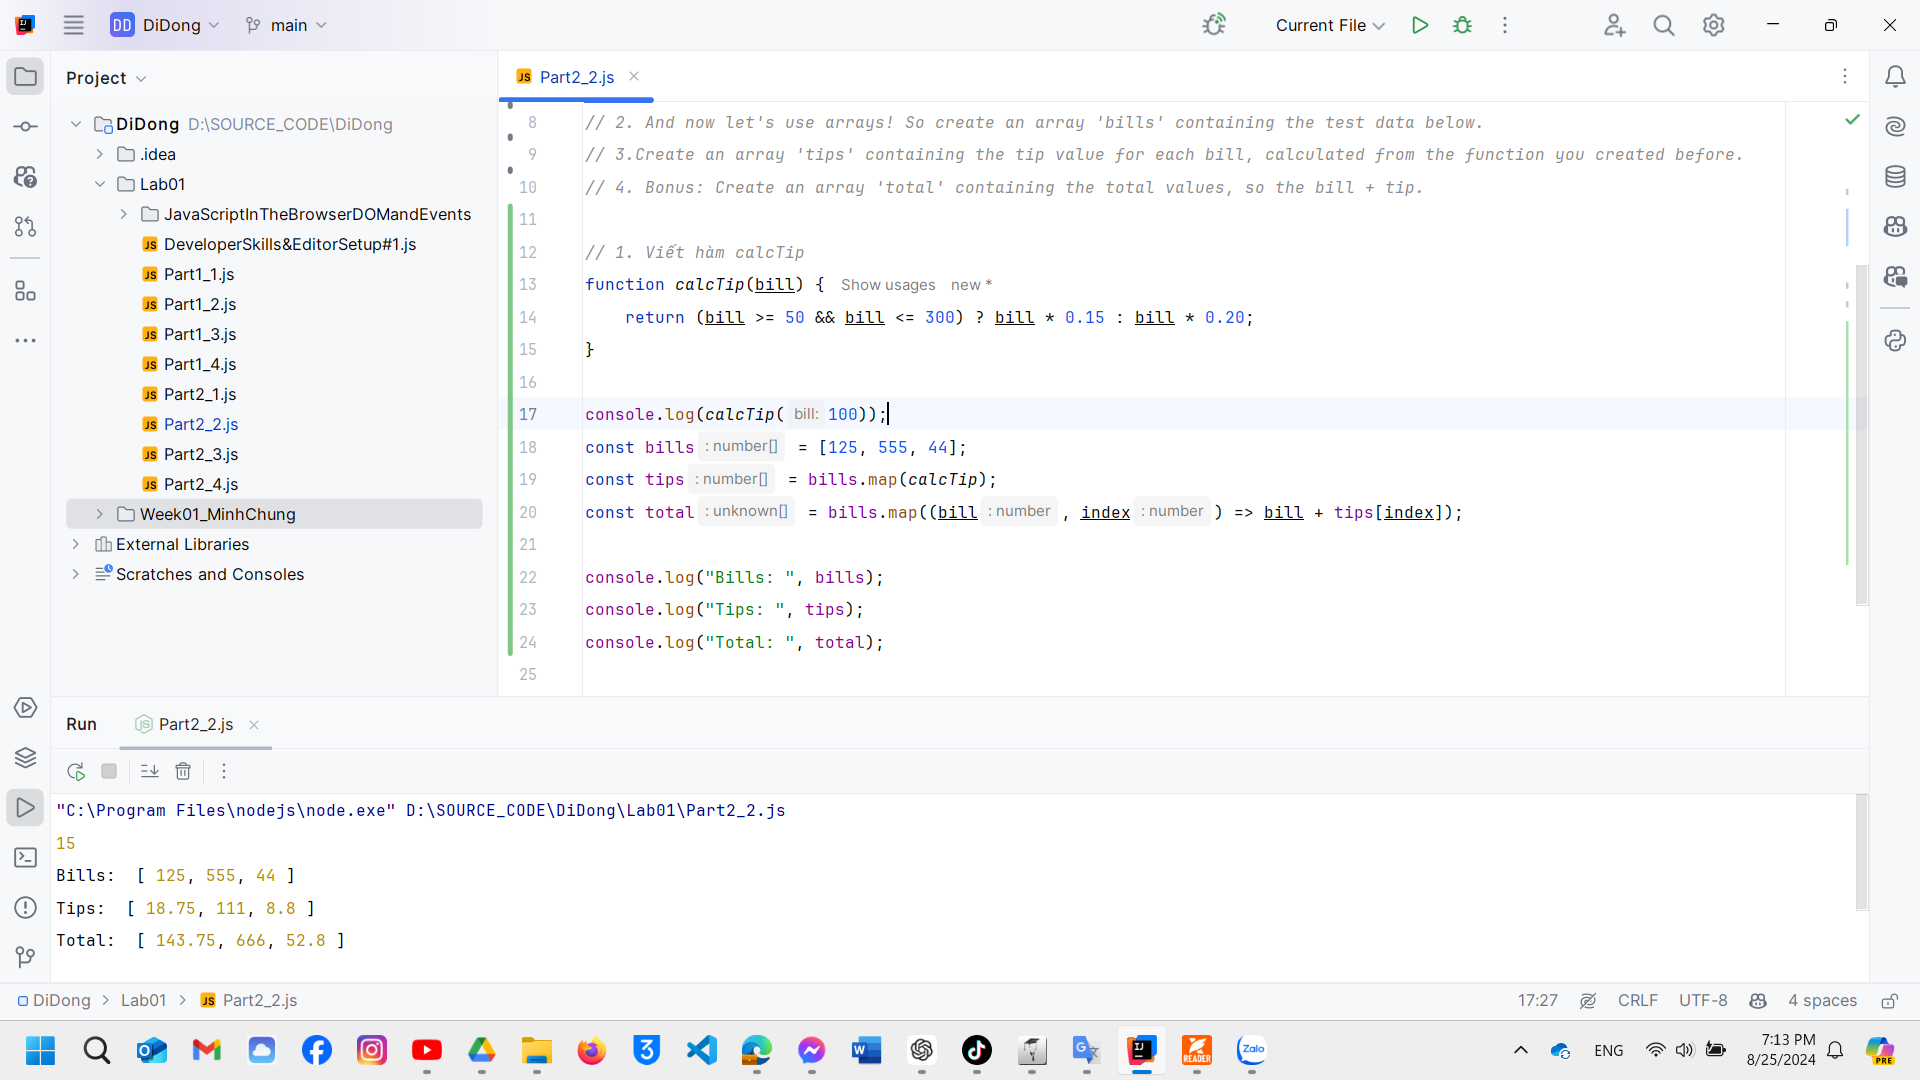 DD DiDong main Current File
Project
Part2_2.js
DiDong D:\SOURCE_CODE\DiDong
.idea
Lab01
JavaScriptInTheBrowserDOMandEvents
JS DeveloperSkills&EditorSetup#1.js
JS Part1_1.js
JS Part1_2.js
JS Part1_3.js
JS Part1_4.js
JS Part2_1.js
JS Part2_2.js
JS Part2_3.js
JS Part2_4.js
Week01_MinhChung
External Libraries
Scratches and Consoles
8 // 2. And now let's use arrays! So create an array 'bills' containing the test data below.
9 // 3.Create an array 'tips' containing the tip value for each bill, calculated from the function you created before.
10 // 4. Bonus: Create an array 'total' containing the total values, so the bill + tip.
11
12 // 1. Viết hàm calcTip
13 function calcTip(bill) { Show usages new *
14 return (bill >= 50 && bill <= 300) ? bill * 0.15 : bill * 0.20;
15 }
16
17 console.log(calcTip( bill: 100));
18 const bills : number[] = [125, 555, 44];
19 const tips : number[] = bills.map(calcTip);
20 const total : unknown[] = bills.map((bill : number , index : number ) => bill + tips[index]);
21
22 console.log("Bills: ", bills);
23 console.log("Tips: ", tips);
24 console.log("Total: ", total);
25
Run Part2_2.js
"C:\Program Files\nodejs\node.exe" D:\SOURCE_CODE\DiDong\Lab01\Part2_2.js
15
Bills:  [ 125, 555, 44 ]
Tips:  [ 18.75, 111, 8.8 ]
Total:  [ 143.75, 666, 52.8 ]
DiDong > Lab01 > JS Part2_2.js 17:27 CRLF UTF-8 4 spaces
ENG 7:13 PM
8/25/2024